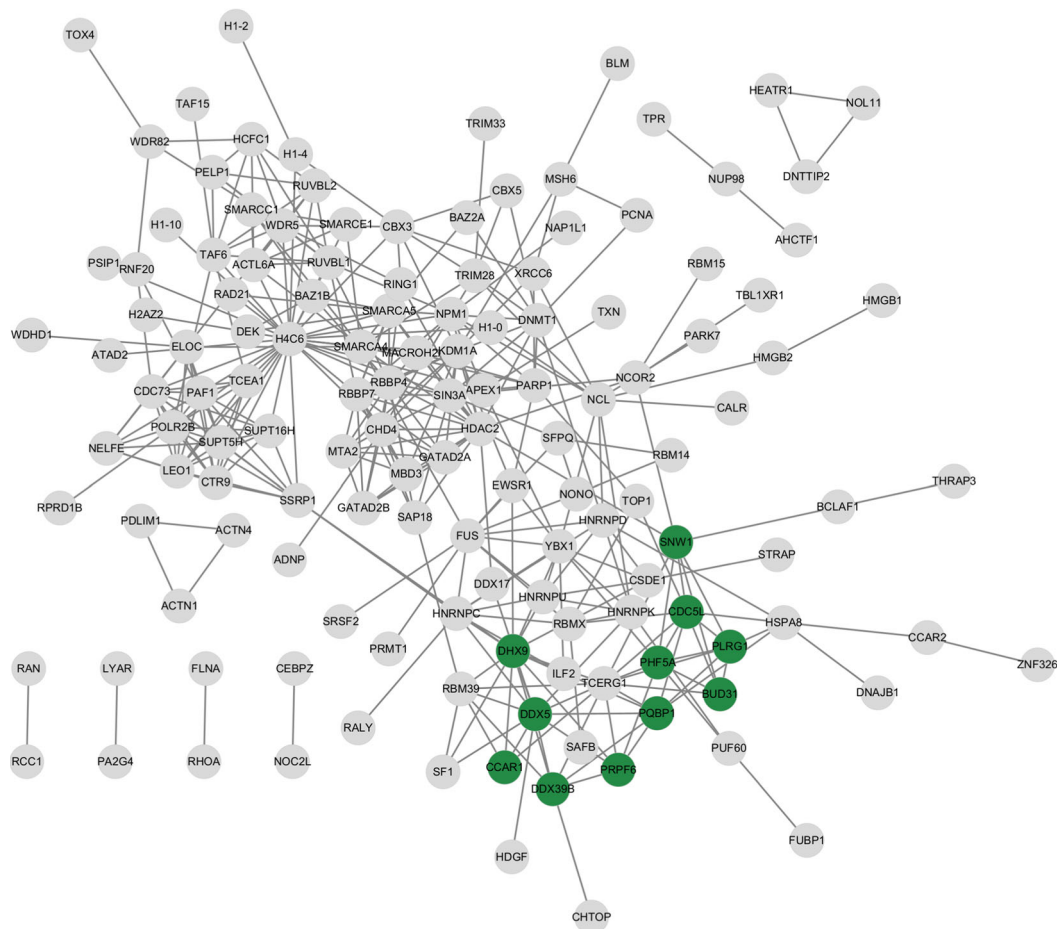 H1-2
TOX4
BLM
HEATR1
NOL11
TAF15
TPR
TRIM33
WDR82
HCFC1
H1-4
PELP1
RUVBL2
MSH6
NUP98
DNTTIP2
CBX5
SMARCC1
PCNA
H1-10
WDR5
SMARCE1
CBX3
BAZ2A
NAP1L1
AHCTF1
TAF6
PSIP1
RNF20
ACTL6A
RUVBL1
TRIM28
XRCC6
RBM15
RAD21
BAZ1B
RING1
TBL1XR1
H2AZ2
SMARCA5
NPM1
DNMT1
TXN
HMGB1
WDHD1
DEK
H4C6
H1-0
PARK7
ATAD2
ELOC
SMARCA4
MACROH2
KDM1A
HMGB2
CDC73
PAF1
TCEA1
RBBP7
RBBP4
SIN3A
APEX1
PARP1
NCOR2
NCL
CALR
POLR2B
SUPT16H
CHD4
HDAC2
NELFE
SUPT5H
MTA2
SFPQ
RBM14
LEO1
CTR9
MBD3
GATAD2A
EWSR1
THRAP3
RPRD1B
SSRP1
GATAD2B
NONO
TOP1
BCLAF1
SAP18
PDLIM1
ACTN4
HNRNPD
FUS
YBX1
SNW1
ADNP
STRAP
ACTN1
DDX17
CSDE1
HNRNPU
SRSF2
HNRNPC
RBMX
HNRNPK
CDC5L
HSPA8
PRMT1
DHX9
PLRG1
CCAR2
RAN
LYAR
FLNA
CEBPZ
PHF5A
ZNF326
RBM39
ILF2
TCERG1
BUD31
DNAJB1
RALY
DDX5
PQBP1
SAFB
PUF60
RCC1
PA2G4
RHOA
NOC2L
SF1
CCAR1
PRPF6
DDX39B
FUBP1
HDGF
CHTOP